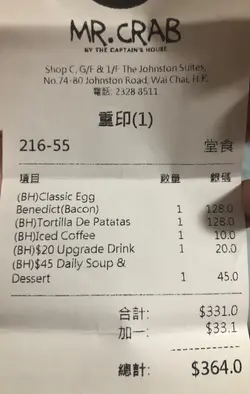 MR. CRAB
BY THE CAPTAIN'S HOUSE
Shop C, G/F & 1/F The Johnston Suites,
No.74-80 Johnston Road, Wai Chai, H.K.
電話: 2328 8511
重印(1)
216-55 堂食
項目 數量 銀碼
(BH)Classic Egg
Benedict(Bacon) 1 128.0
(BH)Tortilla De Patatas 1 128.0
(BH)Iced Coffee 1 10.0
(BH)$20 Upgrade Drink 1 20.0
(BH)$45 Daily Soup &
Dessert 1 45.0
合計: $331.0
加一: $33.1
總計: $364.0